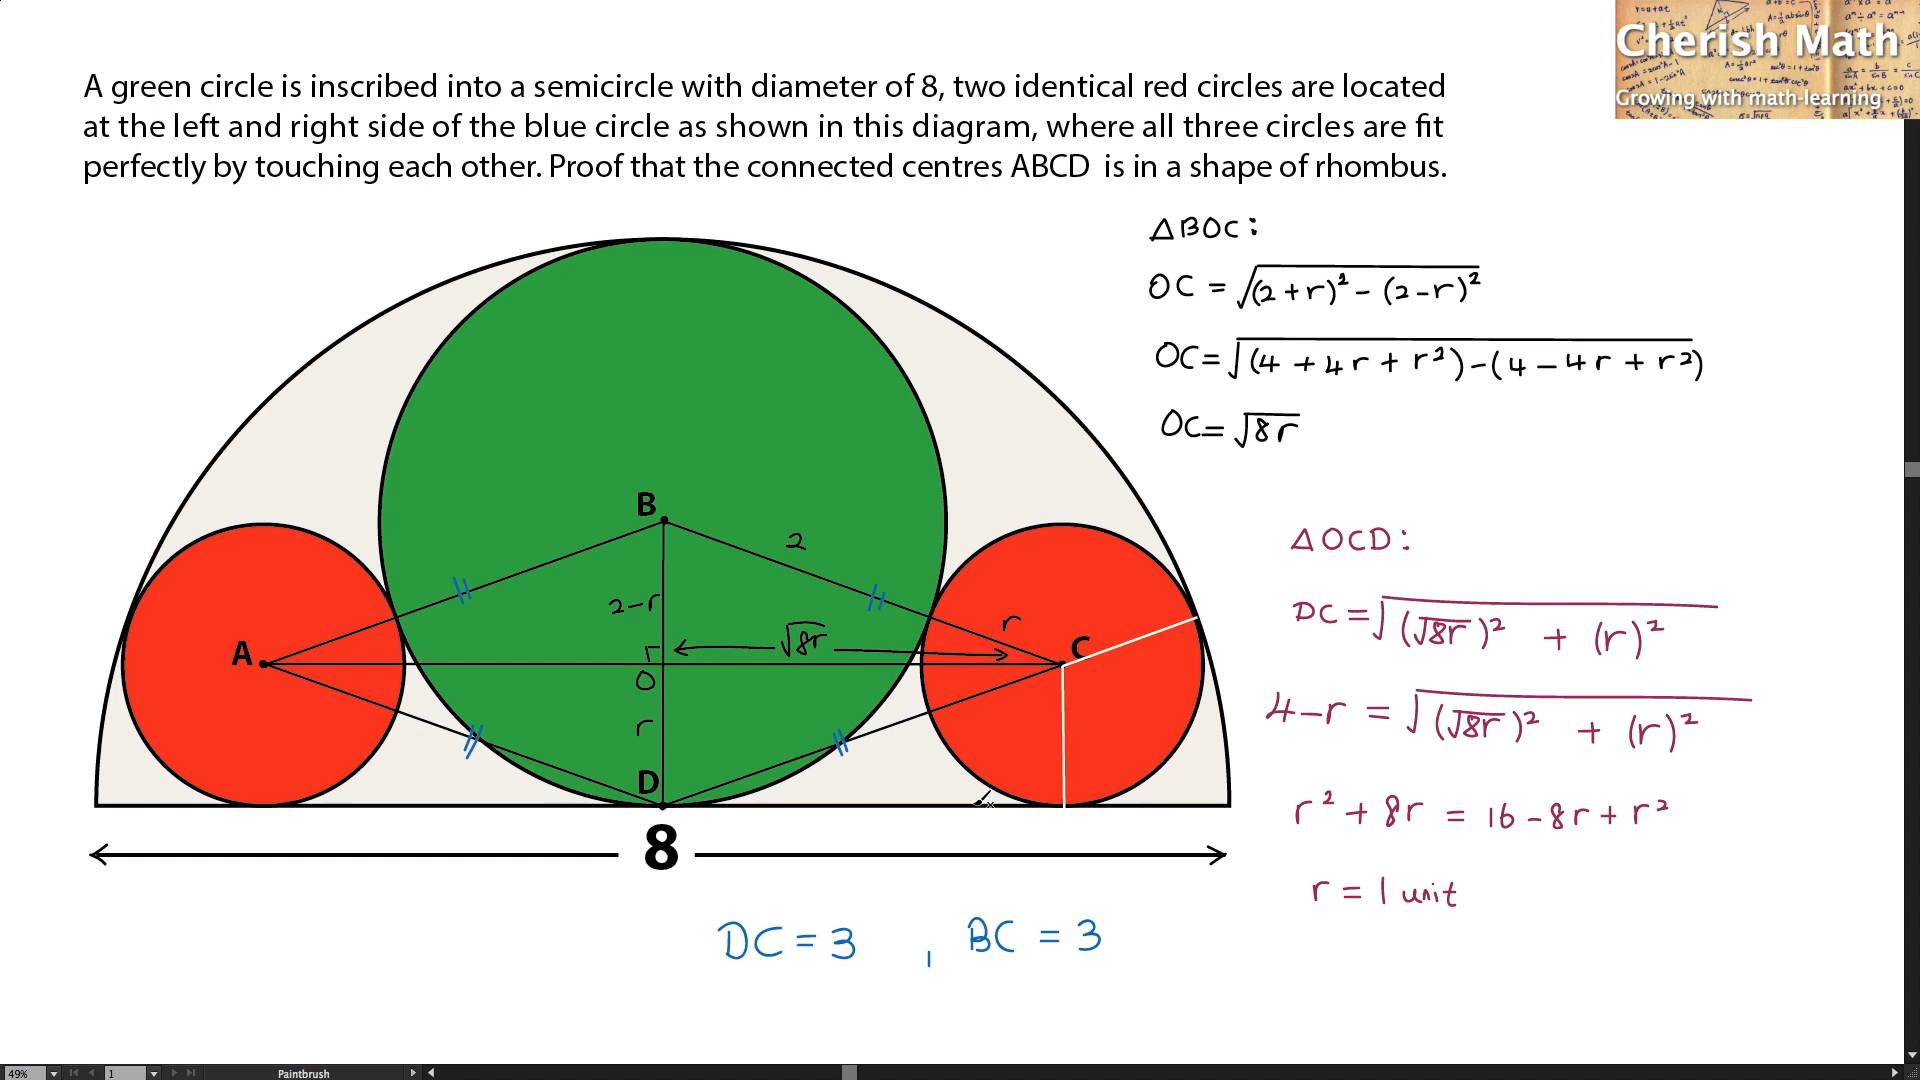 Cherish Math
Growing with math-learning
A green circle is inscribed into a semicircle with diameter of 8, two identical red circles are located
at the left and right side of the blue circle as shown in this diagram, where all three circles are fit
perfectly by touching each other. Proof that the connected centres ABCD is in a shape of rhombus.
△BOC:
OC = √(2+r)² - (2-r)²
OC = √(4 + 4r + r²) - (4 - 4r + r²)
OC = √8r
B
2
2-r
r
A
r
√8r
C
O
r
D
8
△OCD:
DC = √(√8r)² + (r)²
4-r = √(√8r)² + (r)²
r² + 8r = 16 - 8r + r²
r = 1 unit
DC = 3 , BC = 3
49%
1
Paintbrush